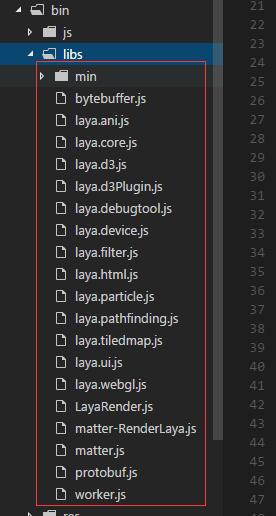 bin
js
libs
min
bytebuffer.js
laya.ani.js
laya.core.js
laya.d3.js
laya.d3Plugin.js
laya.debugtool.js
laya.device.js
laya.filter.js
laya.html.js
laya.particle.js
laya.pathfinding.js
laya.tiledmap.js
laya.ui.js
laya.webgl.js
LayaRender.js
matter-RenderLaya.js
matter.js
protobuf.js
worker.js
21
22
23
24
25
26
27
28
29
30
31
32
33
34
35
36
37
38
39
40
41
42
43
44
45
46
47